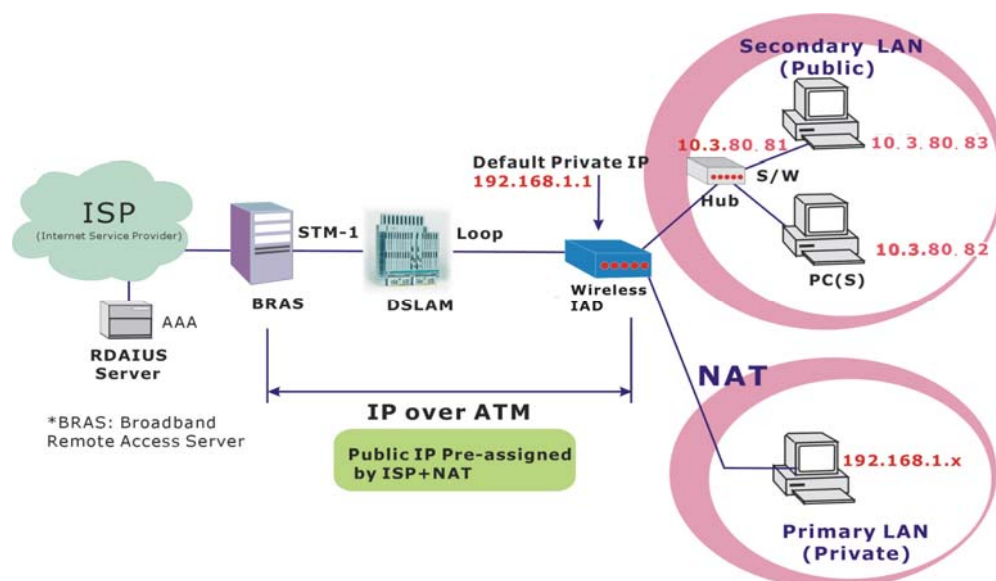 Secondary LAN
(Public)
10.3.80.81
10.3.80.83
Default Private IP
192.168.1.1
S/W
Hub
ISP
(Internet Service Provider)
STM-1
Loop
10.3.80.82
PC(S)
BRAS
DSLAM
Wireless
IAD
AAA
RDAIUS
Server
NAT
IP over ATM
*BRAS: Broadband
Remote Access Server
Public IP Pre-assigned
by ISP+NAT
192.168.1.x
Primary LAN
(Private)